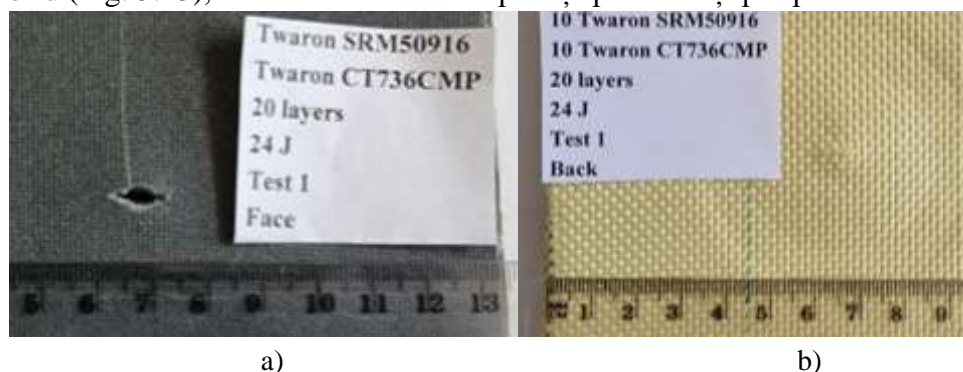 Twaron SRM50916
Twaron CT736CMP
20 layers
24 J
Test 1
Face
5 6 7 8 9 10 11 12 13
10 Twaron SRM50916
10 Twaron CT736CMP
20 layers
24 J
Test 1
Back
1 2 3 4 5 6 7 8 9
a)
b)